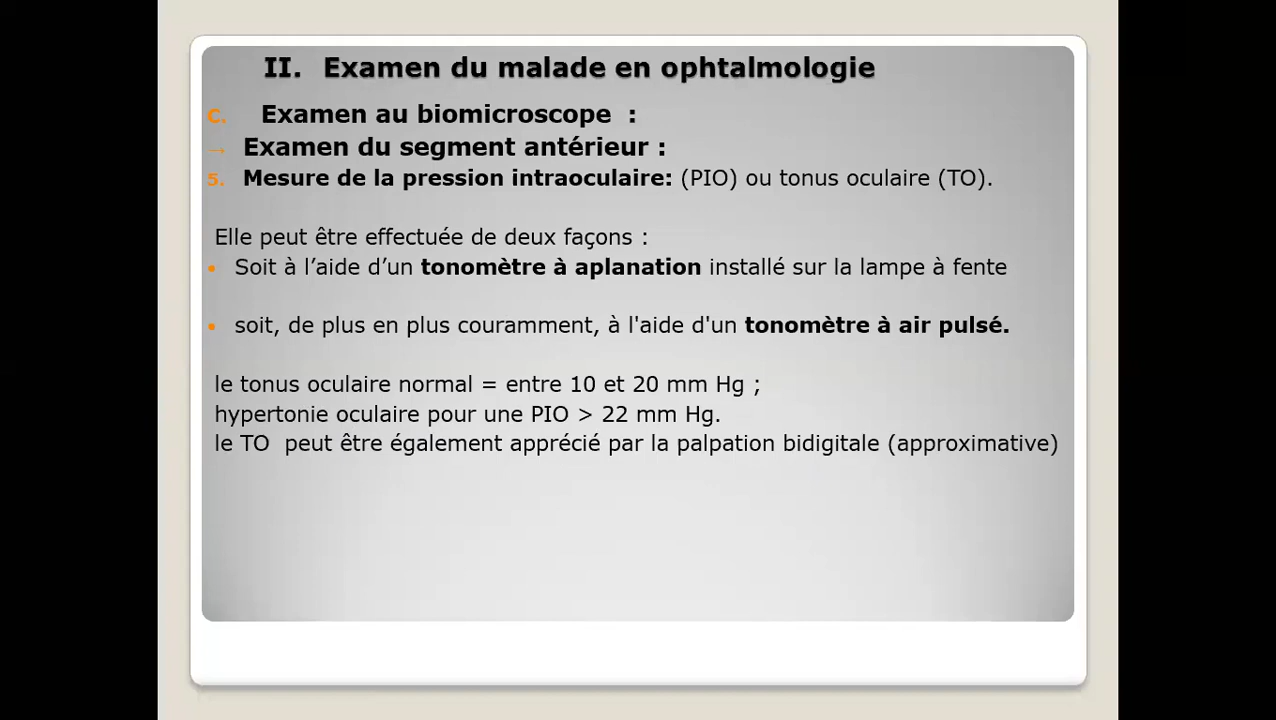 II. Examen du malade en ophtalmologie
C. Examen au biomicroscope :
→ Examen du segment antérieur :
5. Mesure de la pression intraoculaire: (PIO) ou tonus oculaire (TO).
Elle peut être effectuée de deux façons :
• Soit à l’aide d’un tonomètre à aplanation installé sur la lampe à fente
• soit, de plus en plus couramment, à l'aide d'un tonomètre à air pulsé.
le tonus oculaire normal = entre 10 et 20 mm Hg ;
hypertonie oculaire pour une PIO > 22 mm Hg.
le TO peut être également apprécié par la palpation bidigitale (approximative)